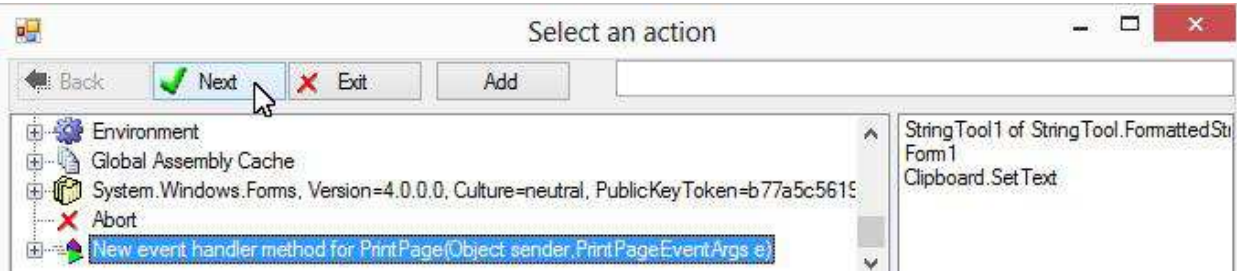 Select an action
Back Next Exit Add
Environment
Global Assembly Cache
System.Windows.Forms, Version=4.0.0.0, Culture=neutral, PublicKeyToken=b77a5c5619
Abort
New event handler method for PrintPage(Object sender,PrintPageEventArgs e)
StringTool1 of StringTool.FormattedStri
Form1
Clipboard.SetText